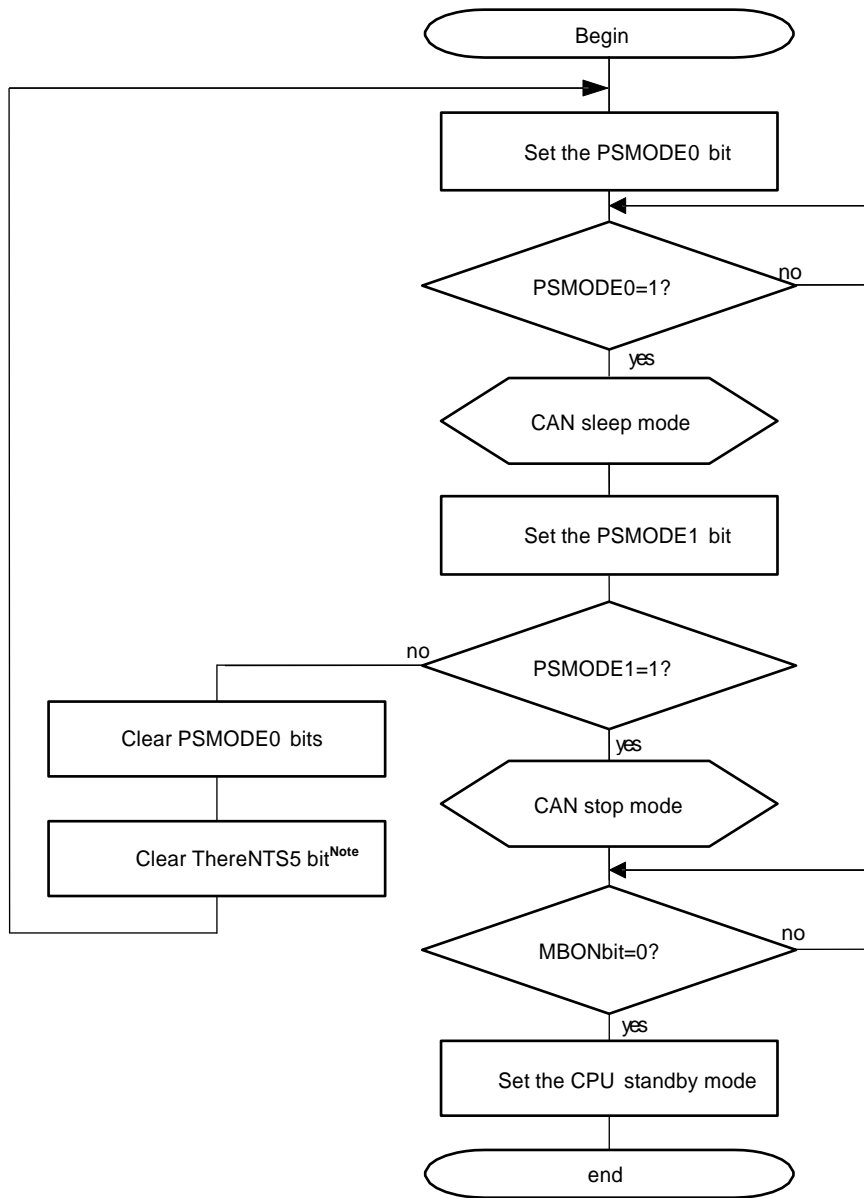 Begin
Set the PSMODE0 bit
PSMODE0=1?
no
yes
CAN sleep mode
Set the PSMODE1 bit
PSMODE1=1?
no
yes
Clear PSMODE0 bits
Clear ThereNTS5 bitNote
CAN stop mode
MBONbit=0?
no
yes
Set the CPU standby mode
end